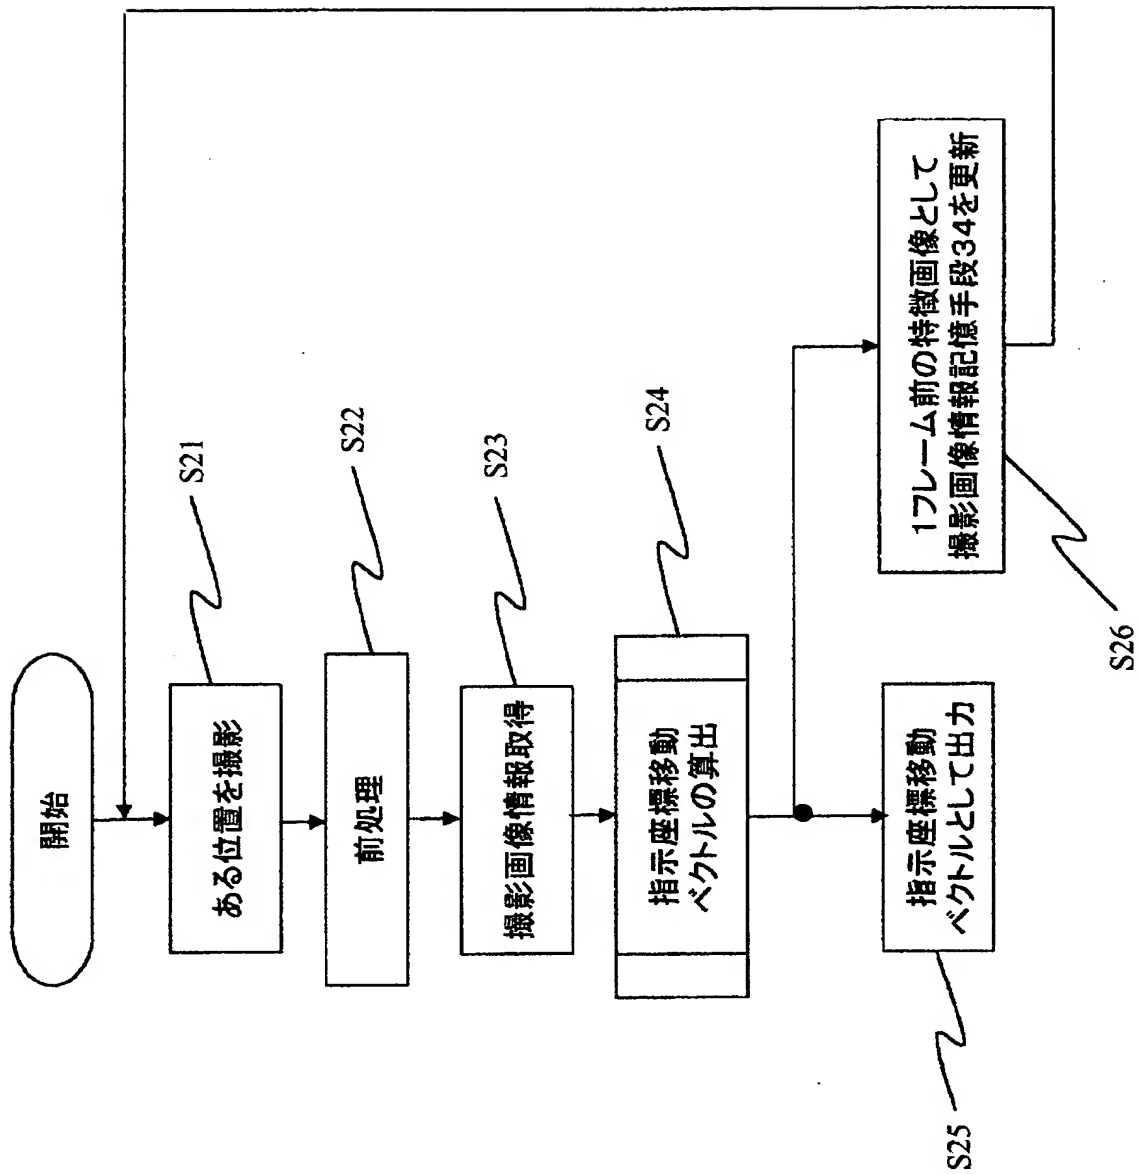 開始
ある位置を撮影
S21
前処理
S22
撮影画像情報取得
S23
指示座標移動
ベクトルの算出
S24
指示座標移動
ベクトルとして出力
S25
1フレーム前の特徴画像として
撮影画像情報記憶手段34を更新
S26